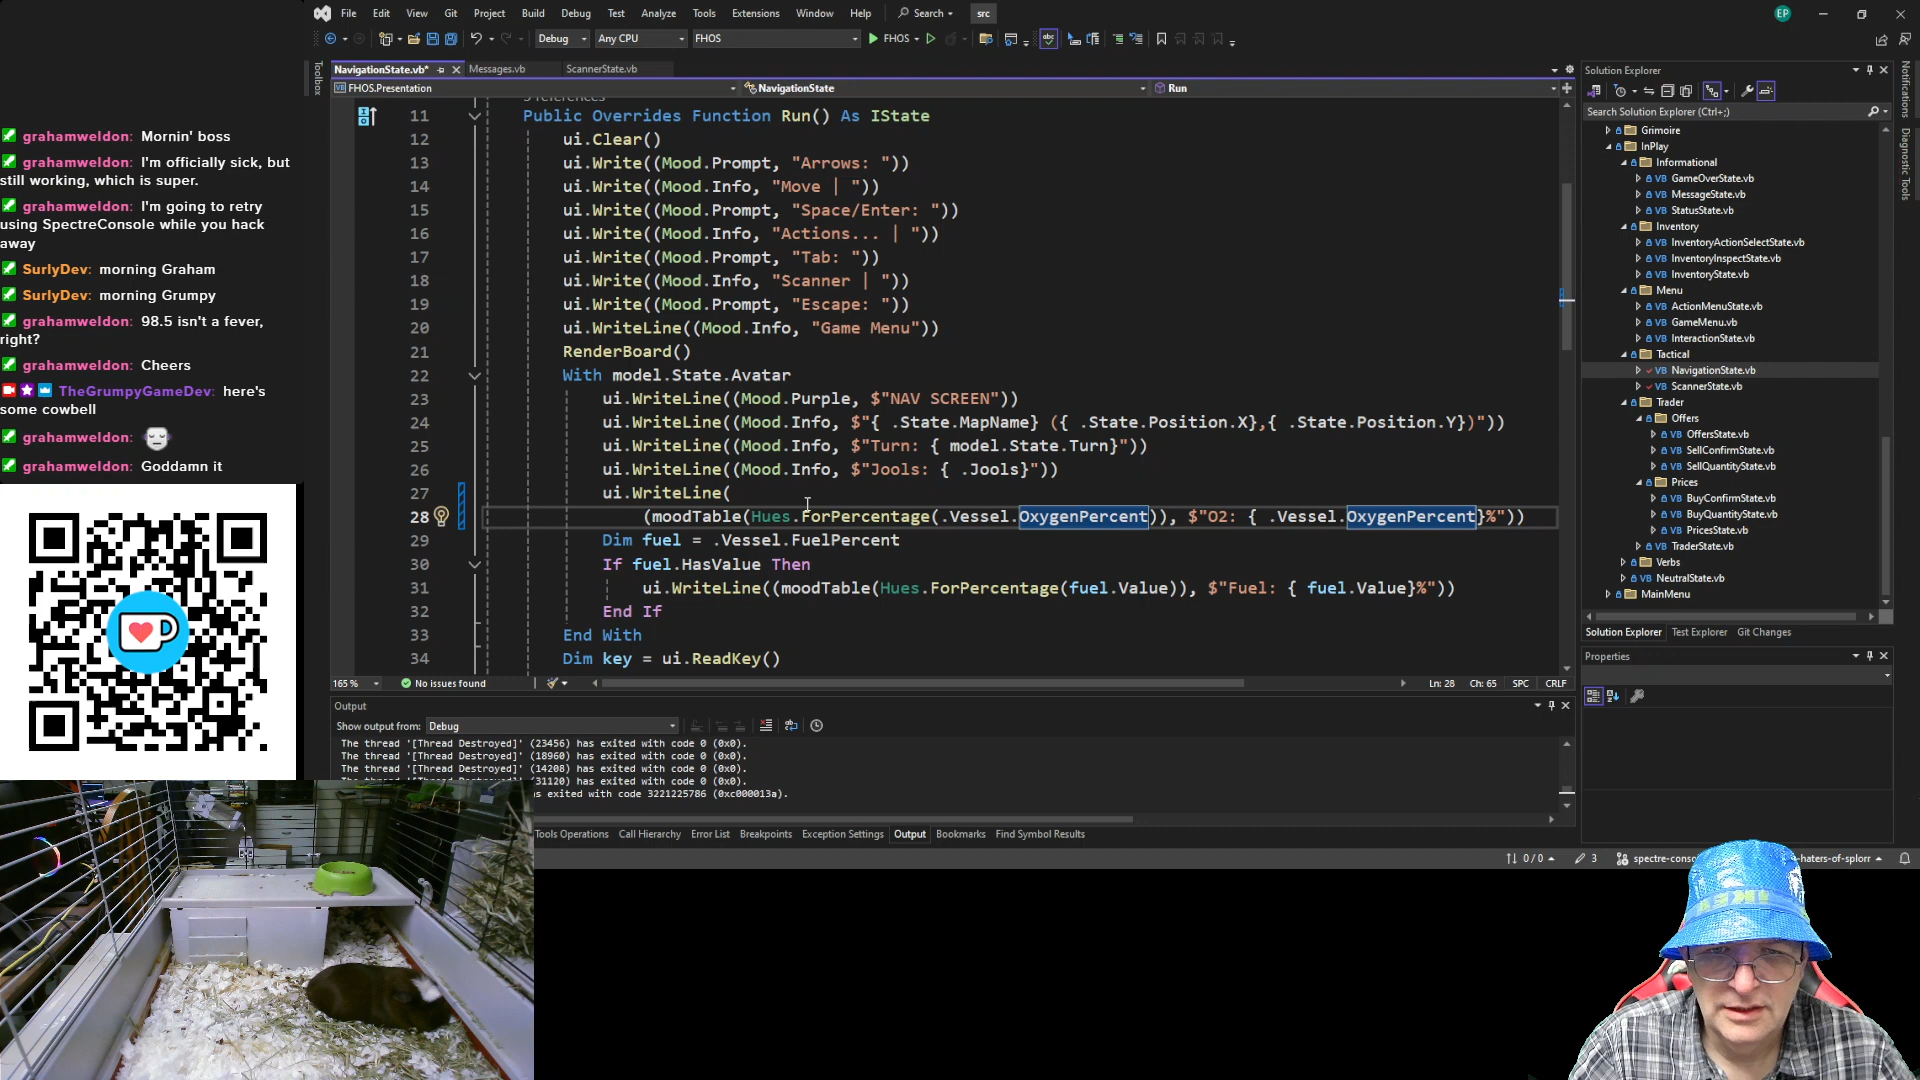 File Edit View Git Project Build Debug Test Analyze Tools Extensions Window Help Search src EP
Debug Any CPU FHOS FHOS
NavigationState.vb* Messages.vb ScannerState.vb
FHOS.Presentation NavigationState Run
Toolbox
11 Public Overrides Function Run() As IState
12 ui.Clear()
13 ui.Write((Mood.Prompt, "Arrows: "))
14 ui.Write((Mood.Info, "Move | "))
15 ui.Write((Mood.Prompt, "Space/Enter: "))
16 ui.Write((Mood.Info, "Actions... | "))
17 ui.Write((Mood.Prompt, "Tab: "))
18 ui.Write((Mood.Info, "Scanner | "))
19 ui.Write((Mood.Prompt, "Escape: "))
20 ui.WriteLine((Mood.Info, "Game Menu"))
21 RenderBoard()
22 With model.State.Avatar
23 ui.WriteLine((Mood.Purple, $"NAV SCREEN"))
24 ui.WriteLine((Mood.Info, $"{ .State.MapName} ({ .State.Position.X},{ .State.Position.Y})"))
25 ui.WriteLine((Mood.Info, $"Turn: { model.State.Turn}"))
26 ui.WriteLine((Mood.Info, $"Jools: { .Jools}"))
27 ui.WriteLine(
28 (moodTable(Hues.ForPercentage(.Vessel.OxygenPercent)), $"O2: { .Vessel.OxygenPercent}%"))
29 Dim fuel = .Vessel.FuelPercent
30 If fuel.HasValue Then
31 ui.WriteLine((moodTable(Hues.ForPercentage(fuel.Value)), $"Fuel: { fuel.Value}%"))
32 End If
33 End With
34 Dim key = ui.ReadKey()
165 % No issues found Ln: 28 Ch: 65 SPC CRLF
Output
Show output from: Debug
The thread '[Thread Destroyed]' (23456) has exited with code 0 (0x0).
The thread '[Thread Destroyed]' (18960) has exited with code 0 (0x0).
The thread '[Thread Destroyed]' (14208) has exited with code 0 (0x0).
31120) has exited with code 0 (0x0).
s exited with code 3221225786 (0xc000013a).
Tools Operations Call Hierarchy Error List Breakpoints Exception Settings Output Bookmarks Find Symbol Results
0 / 0 3 -haters-of-splorr
Solution Explorer
Search Solution Explorer (Ctrl+;)
Grimoire
InPlay
Informational
GameOverState.vb
MessageState.vb
StatusState.vb
Inventory
InventoryActionSelectState.vb
InventoryInspectState.vb
InventoryState.vb
Menu
ActionMenuState.vb
GameMenu.vb
InteractionState.vb
Tactical
NavigationState.vb
ScannerState.vb
Trader
Offers
OffersState.vb
SellConfirmState.vb
SellQuantityState.vb
Prices
BuyConfirmState.vb
BuyQuantityState.vb
PricesState.vb
TraderState.vb
Verbs
NeutralState.vb
MainMenu
Solution Explorer Test Explorer Git Changes
Properties
Notifications
Diagnostic Tools
grahamweldon: Mornin' boss
grahamweldon: I'm officially sick, but
still working, which is super.
grahamweldon: I'm going to retry
using SpectreConsole while you hack
away
SurlyDev: morning Graham
SurlyDev: morning Grumpy
grahamweldon: 98.5 isn't a fever,
right?
grahamweldon: Cheers
TheGrumpyGameDev: here's
some cowbell
grahamweldon:
grahamweldon: Goddamn it